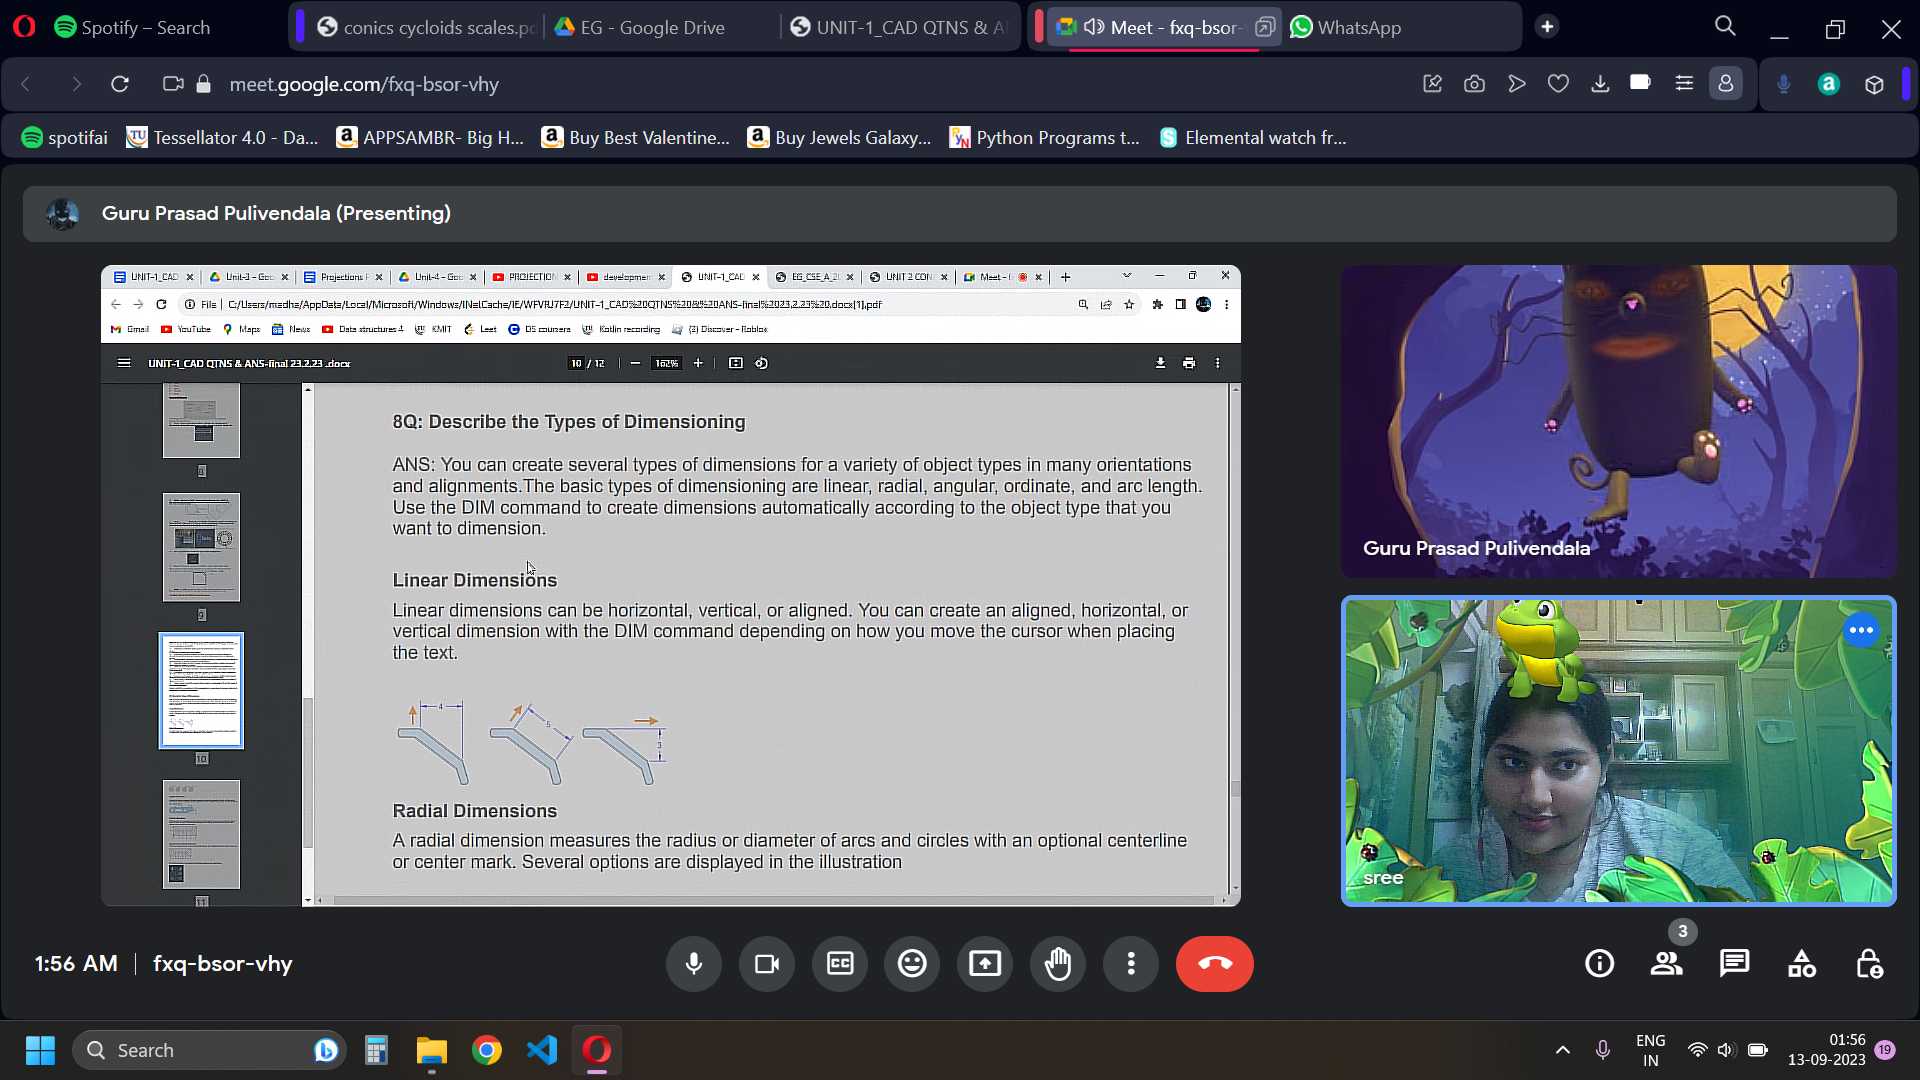 Spotify – Search
conics cycloids scales.pd
EG - Google Drive
UNIT-1_CAD QTNS & A
Meet - fxq-bsor-
WhatsApp
meet.google.com/fxq-bsor-vhy
spotifai
Tessellator 4.0 - Da...
APPSAMBR- Big H...
Buy Best Valentine...
Buy Jewels Galaxy...
Python Programs t...
Elemental watch fr...
Guru Prasad Pulivendala (Presenting)
UNIT-1_CAD
Unit-3 - Goo
Projections F
Unit-4 - Goo
PROJECTION
developmen
UNIT-1_CAD
EG_CSE_A_2
UNIT 2 CON
Meet - f
File
C:/Users/madha/AppData/Local/Microsoft/Windows/INetCache/IE/WFVRJ7F2/UNIT-1_CAD%20QTNS%20&%20ANS-final%2023.2.23%20.docx[1].pdf
Gmail
YouTube
Maps
News
Data structures 4
KMIT
Leet
DS coursera
Kotlin recording
(2) Discover - Roblox
UNIT-1_CAD QTNS & ANS-final 23.2.23 .docx
10 / 12
162%
8
9
10
11
8Q: Describe the Types of Dimensioning
ANS: You can create several types of dimensions for a variety of object types in many orientations
and alignments.The basic types of dimensioning are linear, radial, angular, ordinate, and arc length.
Use the DIM command to create dimensions automatically according to the object type that you
want to dimension.
Linear Dimensions
Linear dimensions can be horizontal, vertical, or aligned. You can create an aligned, horizontal, or
vertical dimension with the DIM command depending on how you move the cursor when placing
the text.
4
5
3
Radial Dimensions
A radial dimension measures the radius or diameter of arcs and circles with an optional centerline
or center mark. Several options are displayed in the illustration
Guru Prasad Pulivendala
sree
1:56 AM
fxq-bsor-vhy
CC
3
Search
ENG
IN
01:56
13-09-2023
19